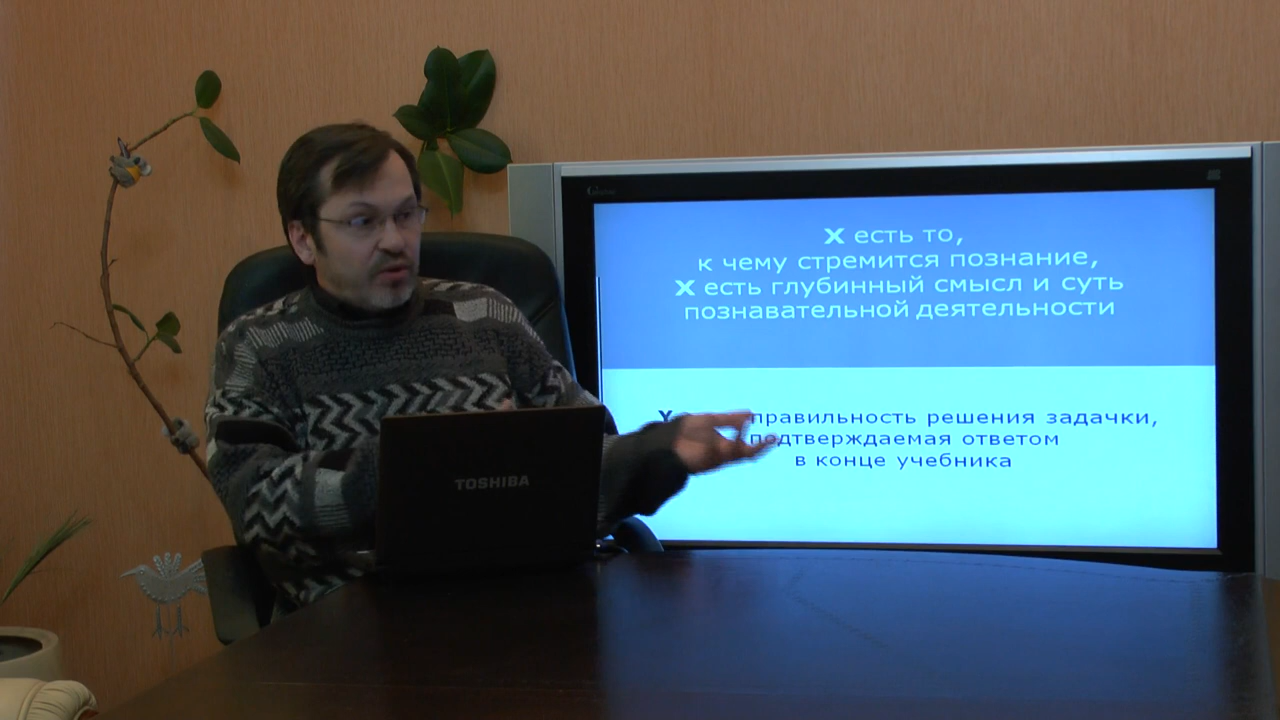 X есть то,
к чему стремится познание,
X есть глубинный смысл и суть
познавательной деятельности
правильность решения задачки,
подтверждаемая ответом
в конце учебника
TOSHIBA